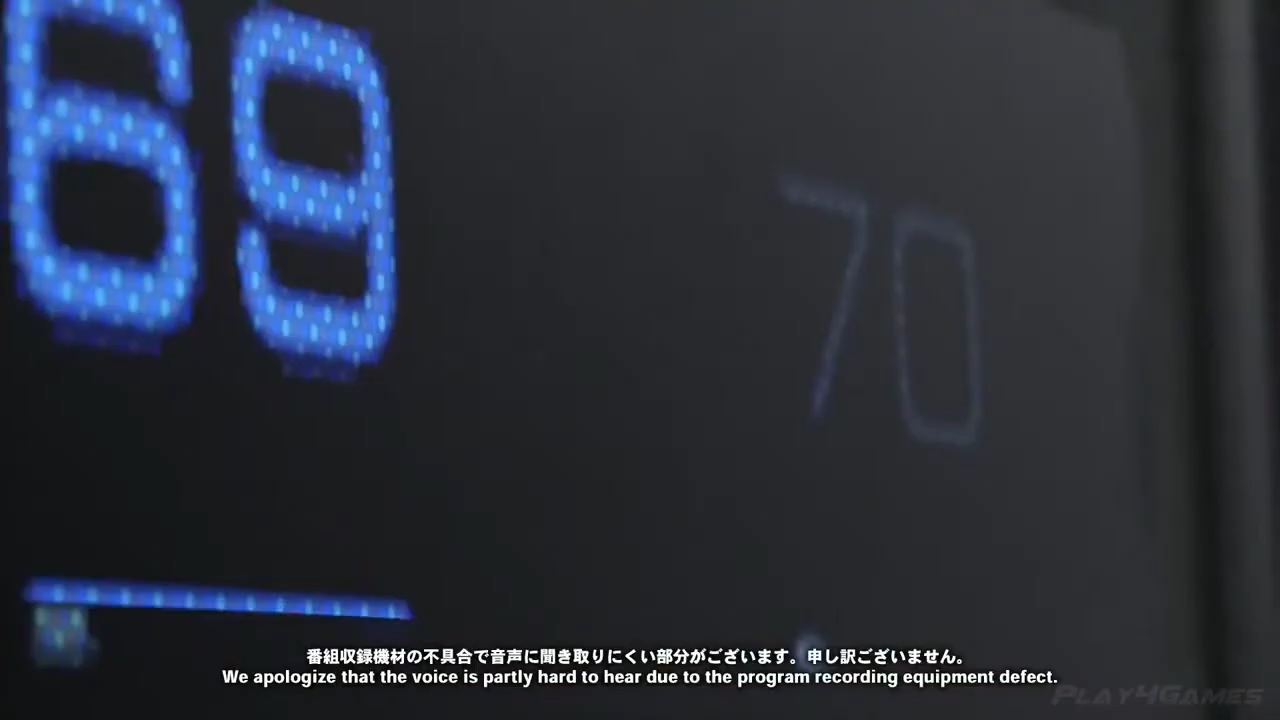 69
70
番組収録機材の不具合で音声に聞き取りにくい部分がございます。申し訳ございません。
We apologize that the voice is partly hard to hear due to the program recording equipment defect.
Play4Games